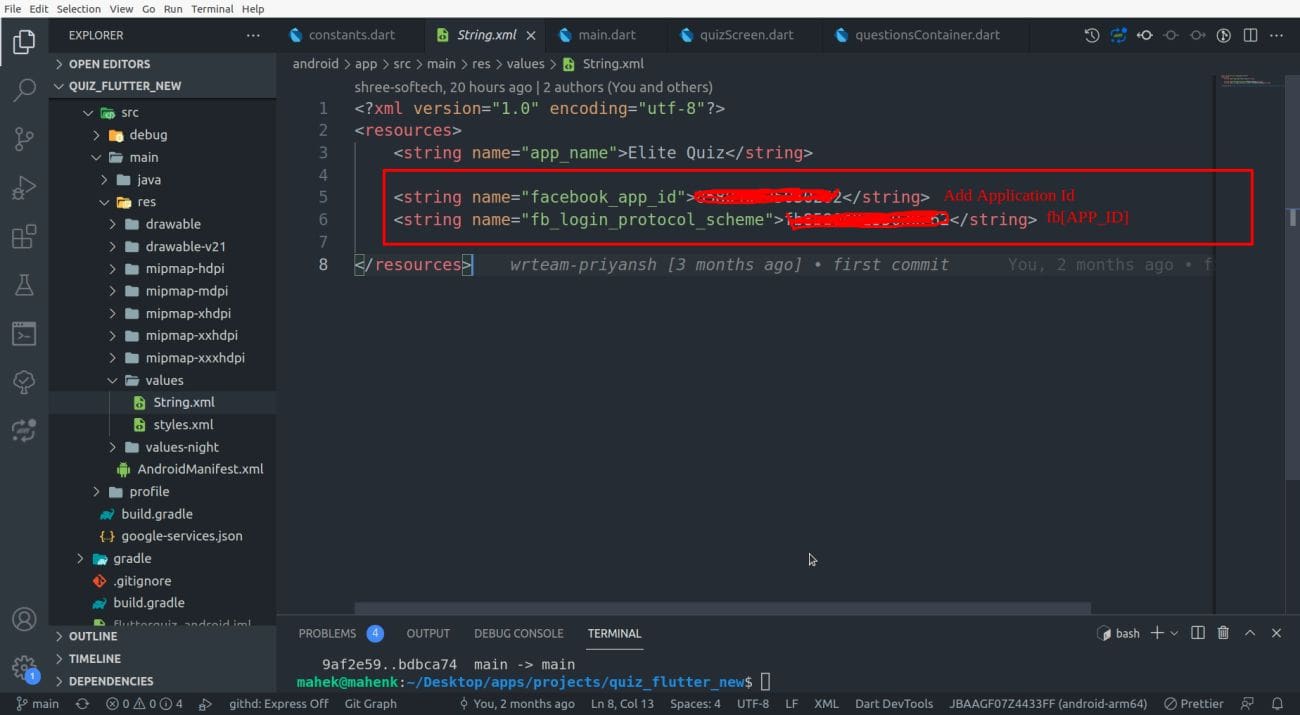 File Edit Selection View Go Run Terminal Help
EXPLORER ···
constants.dart String.xml main.dart quizScreen.dart questionsContainer.dart
OPEN EDITORS
QUIZ_FLUTTER_NEW
android > app > src > main > res > values > String.xml
shree-softech, 20 hours ago | 2 authors (You and others)
1 <?xml version="1.0" encoding="utf-8"?>
2 <resources>
3 <string name="app_name">Elite Quiz</string>
4
5 <string name="facebook_app_id"></string> Add Application Id
6 <string name="fb_login_protocol_scheme"></string> fb[APP_ID]
7
8 </resources> wrteam-priyansh [3 months ago] • first commit You, 2 months ago • f
src
debug
main
java
res
drawable
drawable-v21
mipmap-hdpi
mipmap-mdpi
mipmap-xhdpi
mipmap-xxhdpi
mipmap-xxxhdpi
values
String.xml
styles.xml
values-night
AndroidManifest.xml
profile
build.gradle
google-services.json
gradle
.gitignore
build.gradle
OUTLINE
TIMELINE
DEPENDENCIES
1
PROBLEMS 4 OUTPUT DEBUG CONSOLE TERMINAL bash
9af2e59..bdbca74 main -> main
mahek@mahenk:~/Desktop/apps/projects/quiz_flutter_new$
main 0 0 4 githd: Express Off Git Graph You, 2 months ago Ln 8, Col 13 Spaces: 4 UTF-8 LF XML Dart DevTools JBAAGF07Z4433FF (android-arm64) Prettier